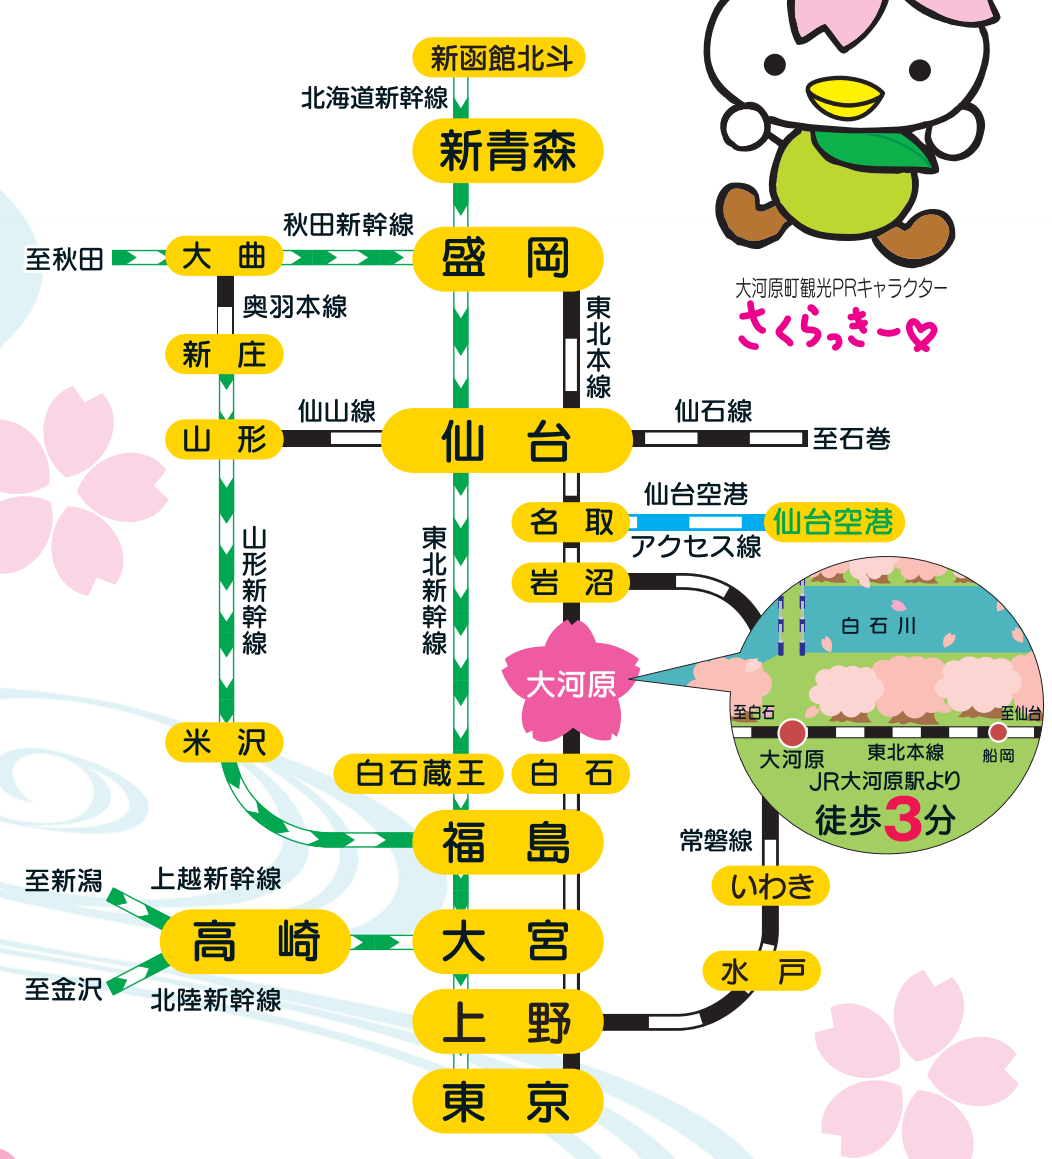 新函館北斗
北海道新幹線
新青森
秋田新幹線
至秋田
大曲
盛岡
大河原町観光PRキャラクター
さくらっきー
奥羽本線
東北本線
新庄
仙山線
仙石線
山形
仙台
至石巻
仙台空港
名取
仙台空港
アクセス線
山形新幹線
東北新幹線
岩沼
白石川
大河原
至白石
至仙台
米沢
大河原
東北本線
船岡
白石蔵王
白石
JR大河原駅より
徒歩3分
福島
常磐線
至新潟
上越新幹線
いわき
高崎
大宮
水戸
至金沢
北陸新幹線
上野
東京